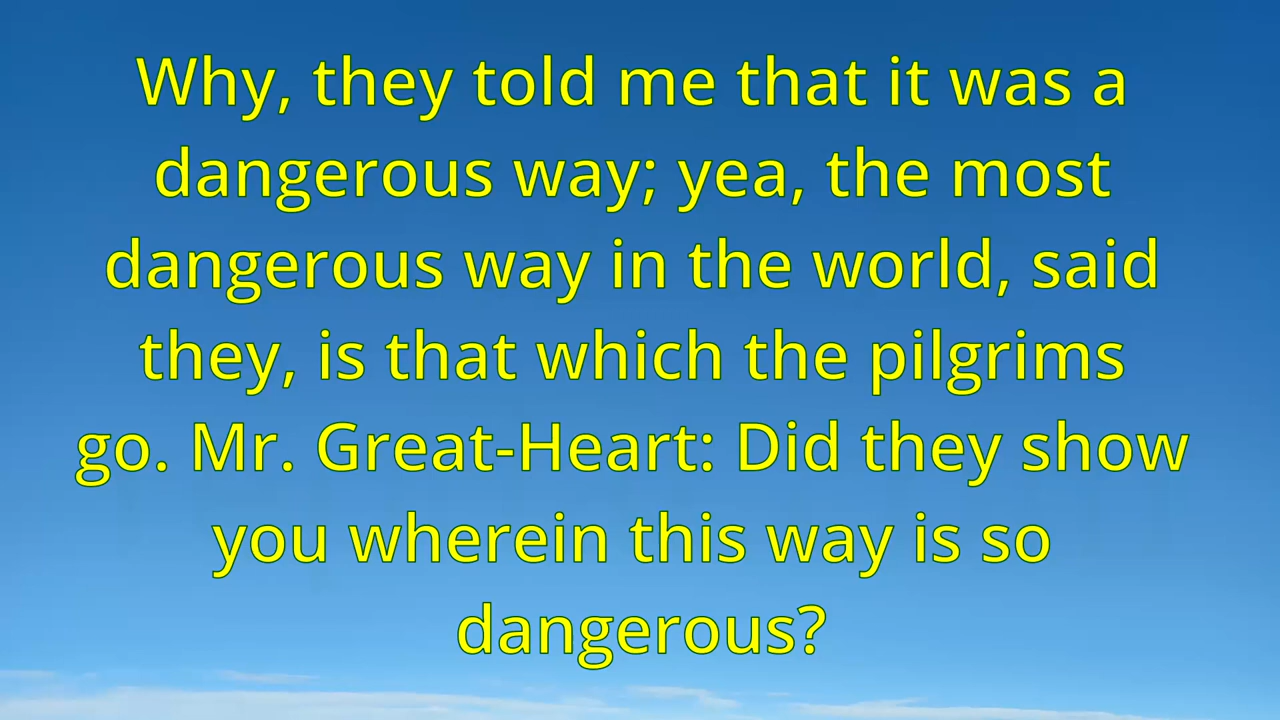 Why, they told me that it was a
dangerous way; yea, the most
dangerous way in the world, said
they, is that which the pilgrims
go. Mr. Great-Heart: Did they show
you wherein this way is so
dangerous?